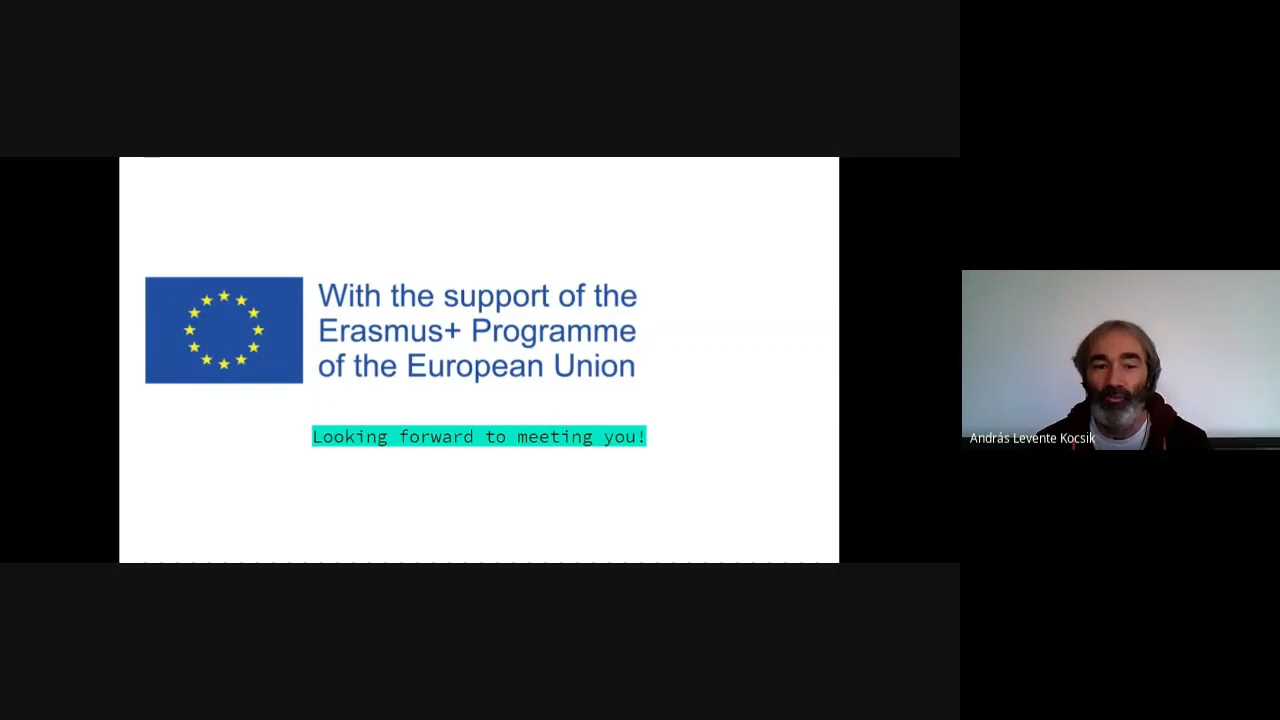 With the support of the
Erasmus+ Programme
of the European Union
Looking forward to meeting you!
András Levente Kocsik